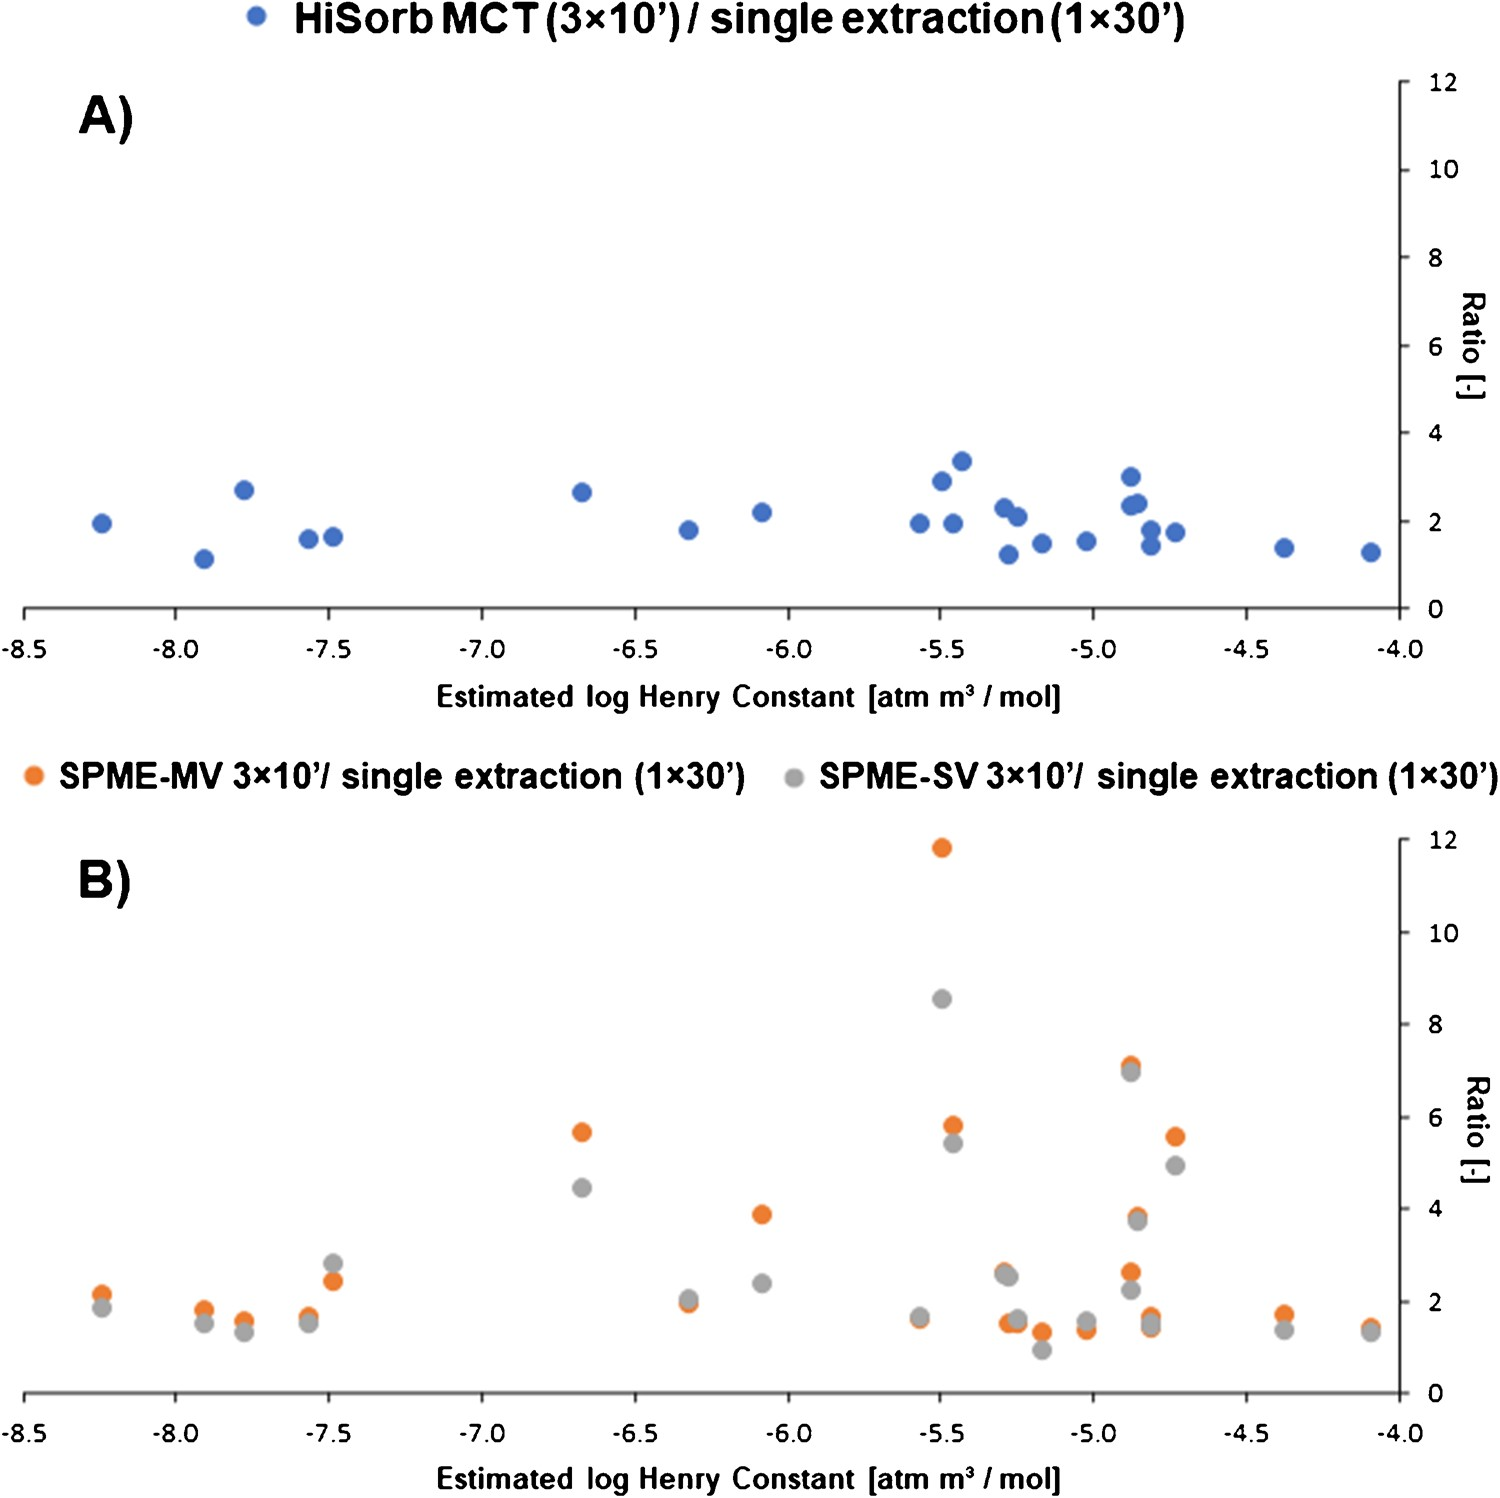 HiSorb MCT (3×10’) / single extraction (1×30’)
A)
12
10
8
6
4
2
0
Ratio [-]
-8.5 -8.0 -7.5 -7.0 -6.5 -6.0 -5.5 -5.0 -4.5 -4.0
Estimated log Henry Constant [atm m³ / mol]
SPME-MV 3×10’/ single extraction (1×30’) SPME-SV 3×10’/ single extraction (1×30’)
B)
12
10
8
6
4
2
0
Ratio [-]
-8.5 -8.0 -7.5 -7.0 -6.5 -6.0 -5.5 -5.0 -4.5 -4.0
Estimated log Henry Constant [atm m³ / mol]